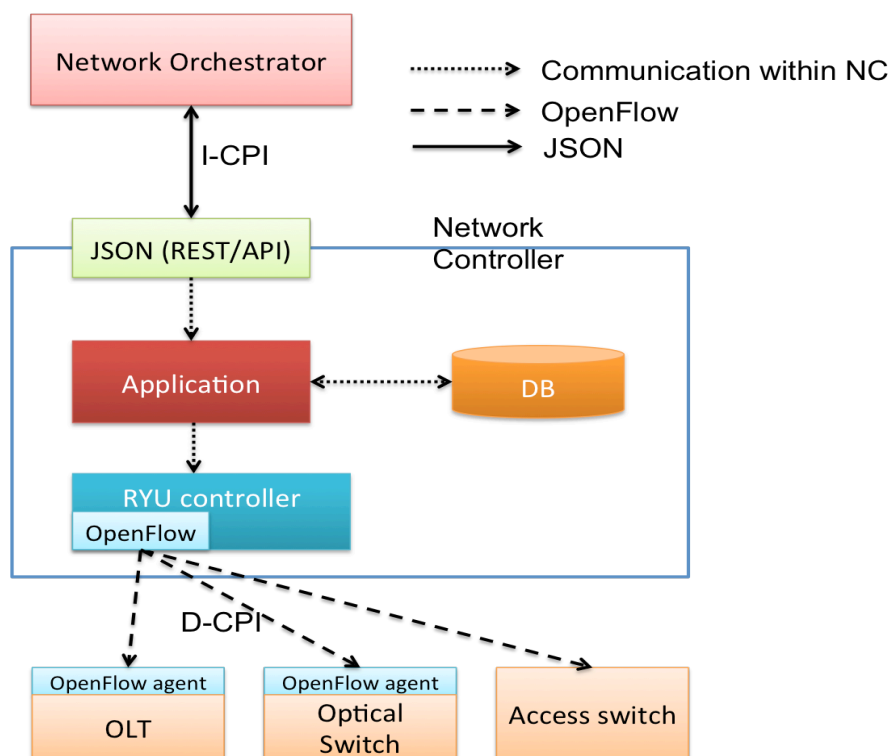 Network Orchestrator
Communication within NC
OpenFlow
JSON
I-CPI
Network
Controller
JSON (REST/API)
Application
DB
RYU controller
OpenFlow
D-CPI
OpenFlow agent
OLT
OpenFlow agent
Optical
Switch
Access switch